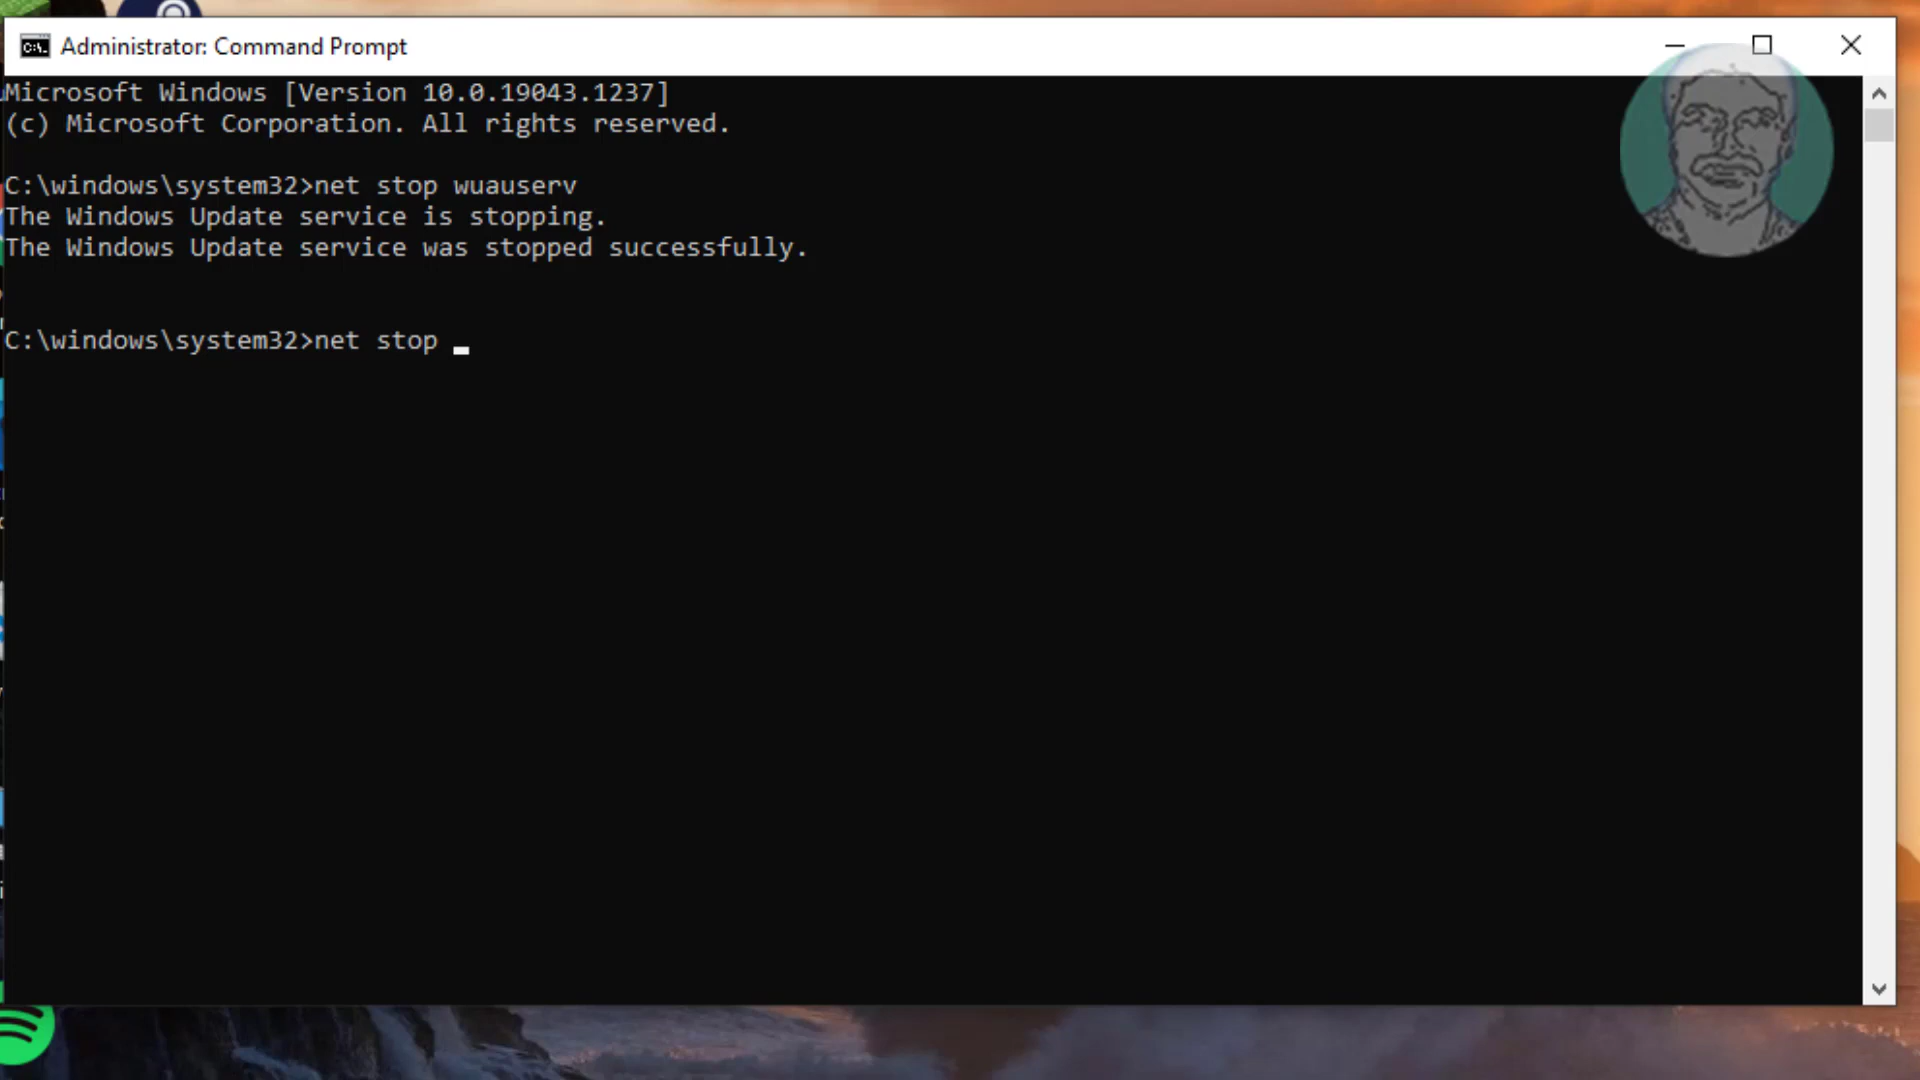 Administrator: Command Prompt
Microsoft Windows [Version 10.0.19043.1237]
(c) Microsoft Corporation. All rights reserved.
C:\windows\system32>net stop wuauserv
The Windows Update service is stopping.
The Windows Update service was stopped successfully.
C:\windows\system32>net stop